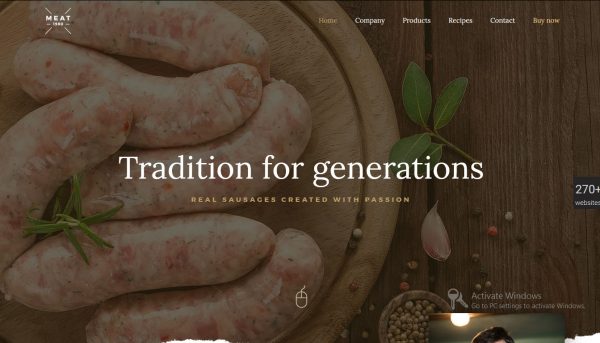 MEAT
1980
Home
Company
Products
Recipes
Contact
Buy now
Tradition for generations
REAL SAUSAGES CREATED WITH PASSION
270+
websites
Activate Windows
Go to PC settings to activate Windows.